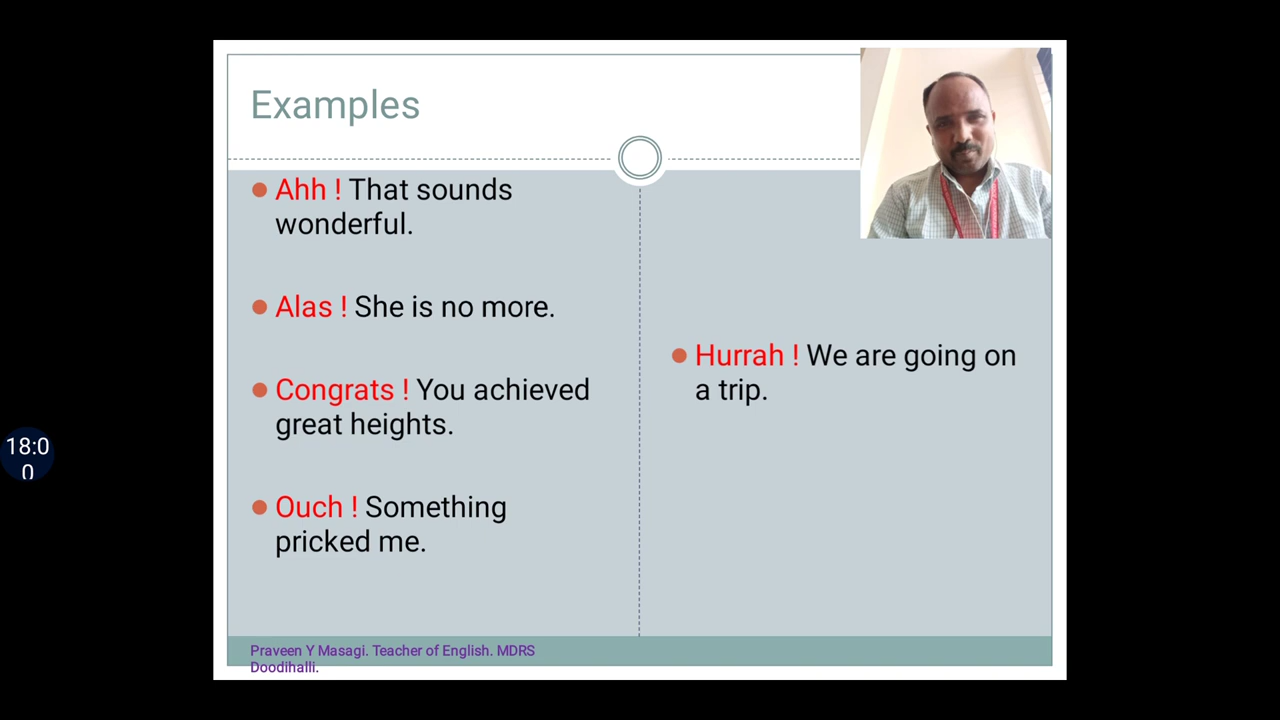 Examples
Ahh ! That sounds
wonderful.
Alas ! She is no more.
Congrats ! You achieved
great heights.
Ouch ! Something
pricked me.
Hurrah ! We are going on
a trip.
18:0
0
Praveen Y Masagi. Teacher of English. MDRS
Doodihalli.